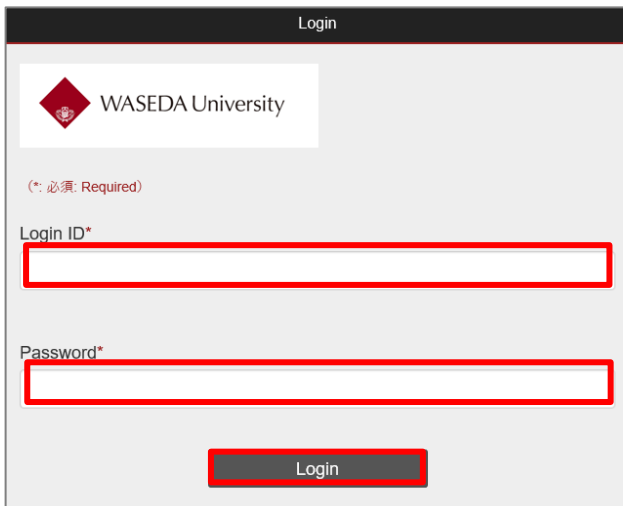 Login
WASEDA University
(*: 必須: Required)
Login ID*
Password*
Login